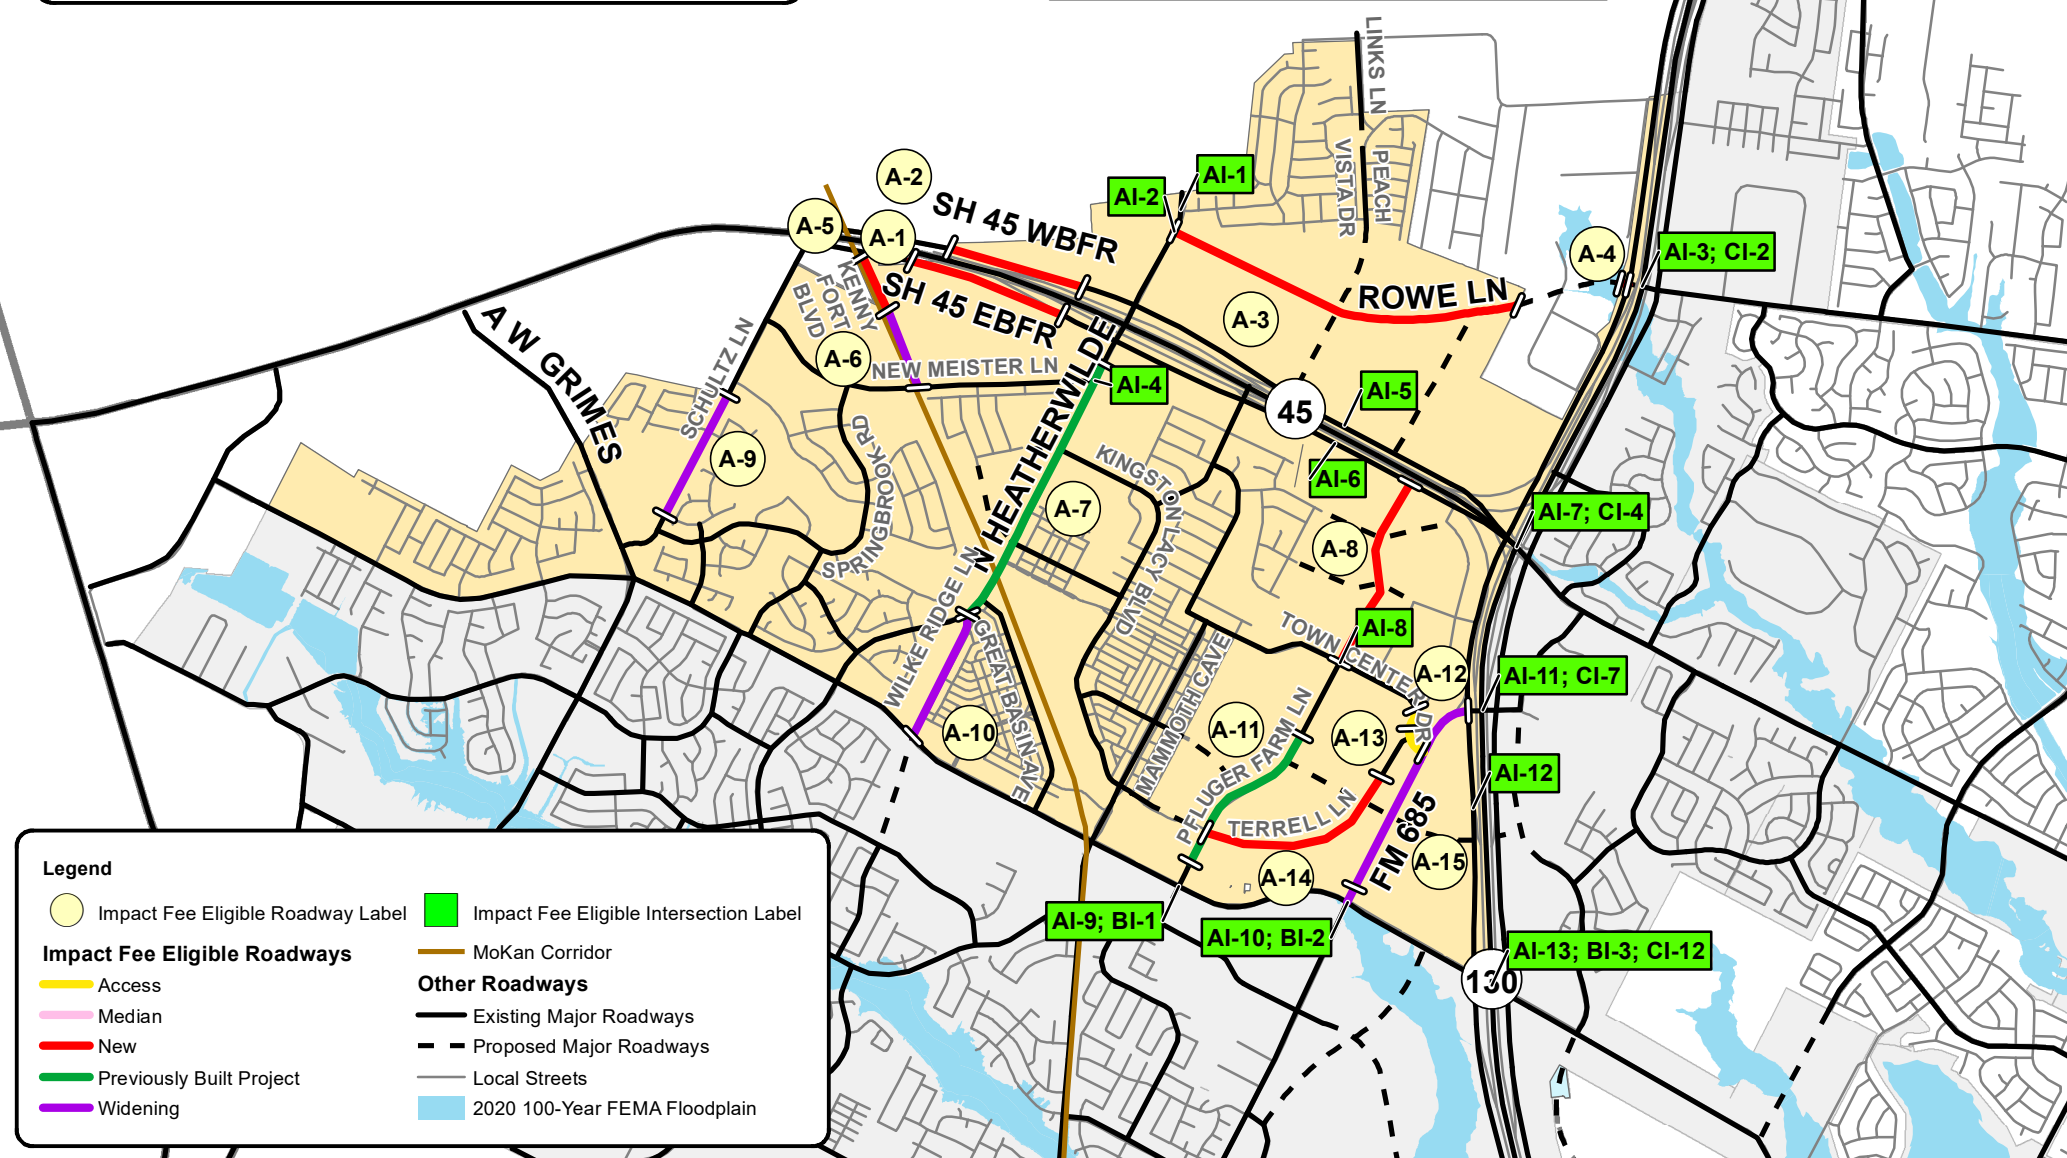 LINKS LN
VISTA DR
PEACH
AI-1
AI-2
A-2
SH 45 WBFR
A-5
A-1
KENNY
FORT
BLVD
SH 45 EBFR
A-4
AI-3; CI-2
ROWE LN
A-3
A W GRIMES
SCHULTZ LN
A-6
NEW MEISTER LN
N HEATHERWILDE
AI-4
45
AI-5
AI-6
A-9
SPRINGBROOK RD
KINGSTON LACY BLVD
A-7
AI-7; CI-4
A-8
WILKE RIDGE LN
GREAT BASIN AVE
A-10
AI-8
TOWN CENTER DR
A-12
AI-11; CI-7
MAMMOTH CAVE
A-11
PFLUGER FARM LN
A-13
AI-12
TERRELL LN
FM 685
A-14
A-15
AI-9; BI-1
AI-10; BI-2
AI-13; BI-3; CI-12
130
Legend
Impact Fee Eligible Roadway Label
Impact Fee Eligible Intersection Label
Impact Fee Eligible Roadways
Access
Median
New
Previously Built Project
Widening
MoKan Corridor
Other Roadways
Existing Major Roadways
Proposed Major Roadways
Local Streets
2020 100-Year FEMA Floodplain